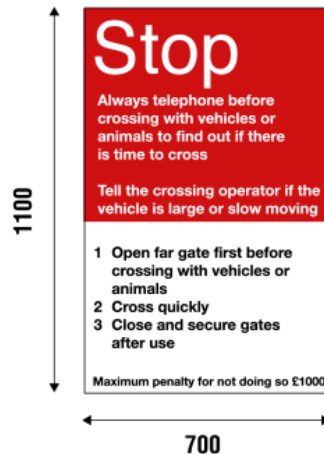 Stop
Always telephone before
crossing with vehicles or
animals to find out if there
is time to cross
Tell the crossing operator if the
vehicle is large or slow moving
1 Open far gate first before
crossing with vehicles or
animals
2 Cross quickly
3 Close and secure gates
after use
Maximum penalty for not doing so £1000
1100
700